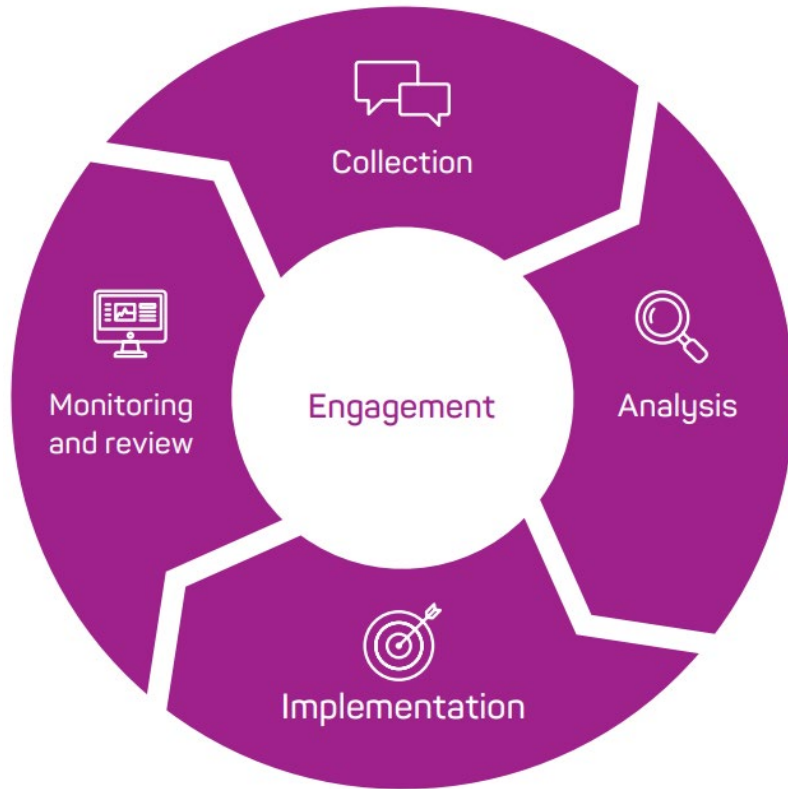 Collection
Analysis
Implementation
Monitoring
and review
Engagement